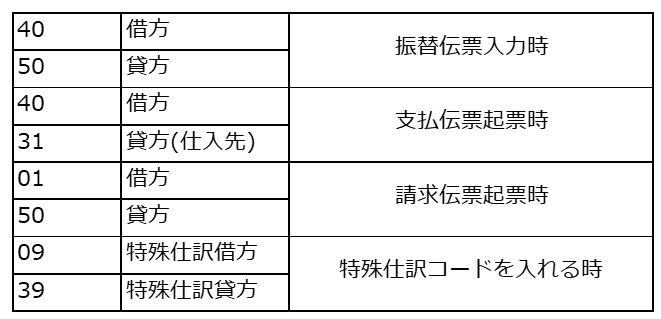 40 借方 振替伝票入力時
50 貸方
40 借方 支払伝票起票時
31 貸方(仕入先)
01 借方 請求伝票起票時
50 貸方
09 特殊仕訳借方 特殊仕訳コードを入れる時
39 特殊仕訳貸方